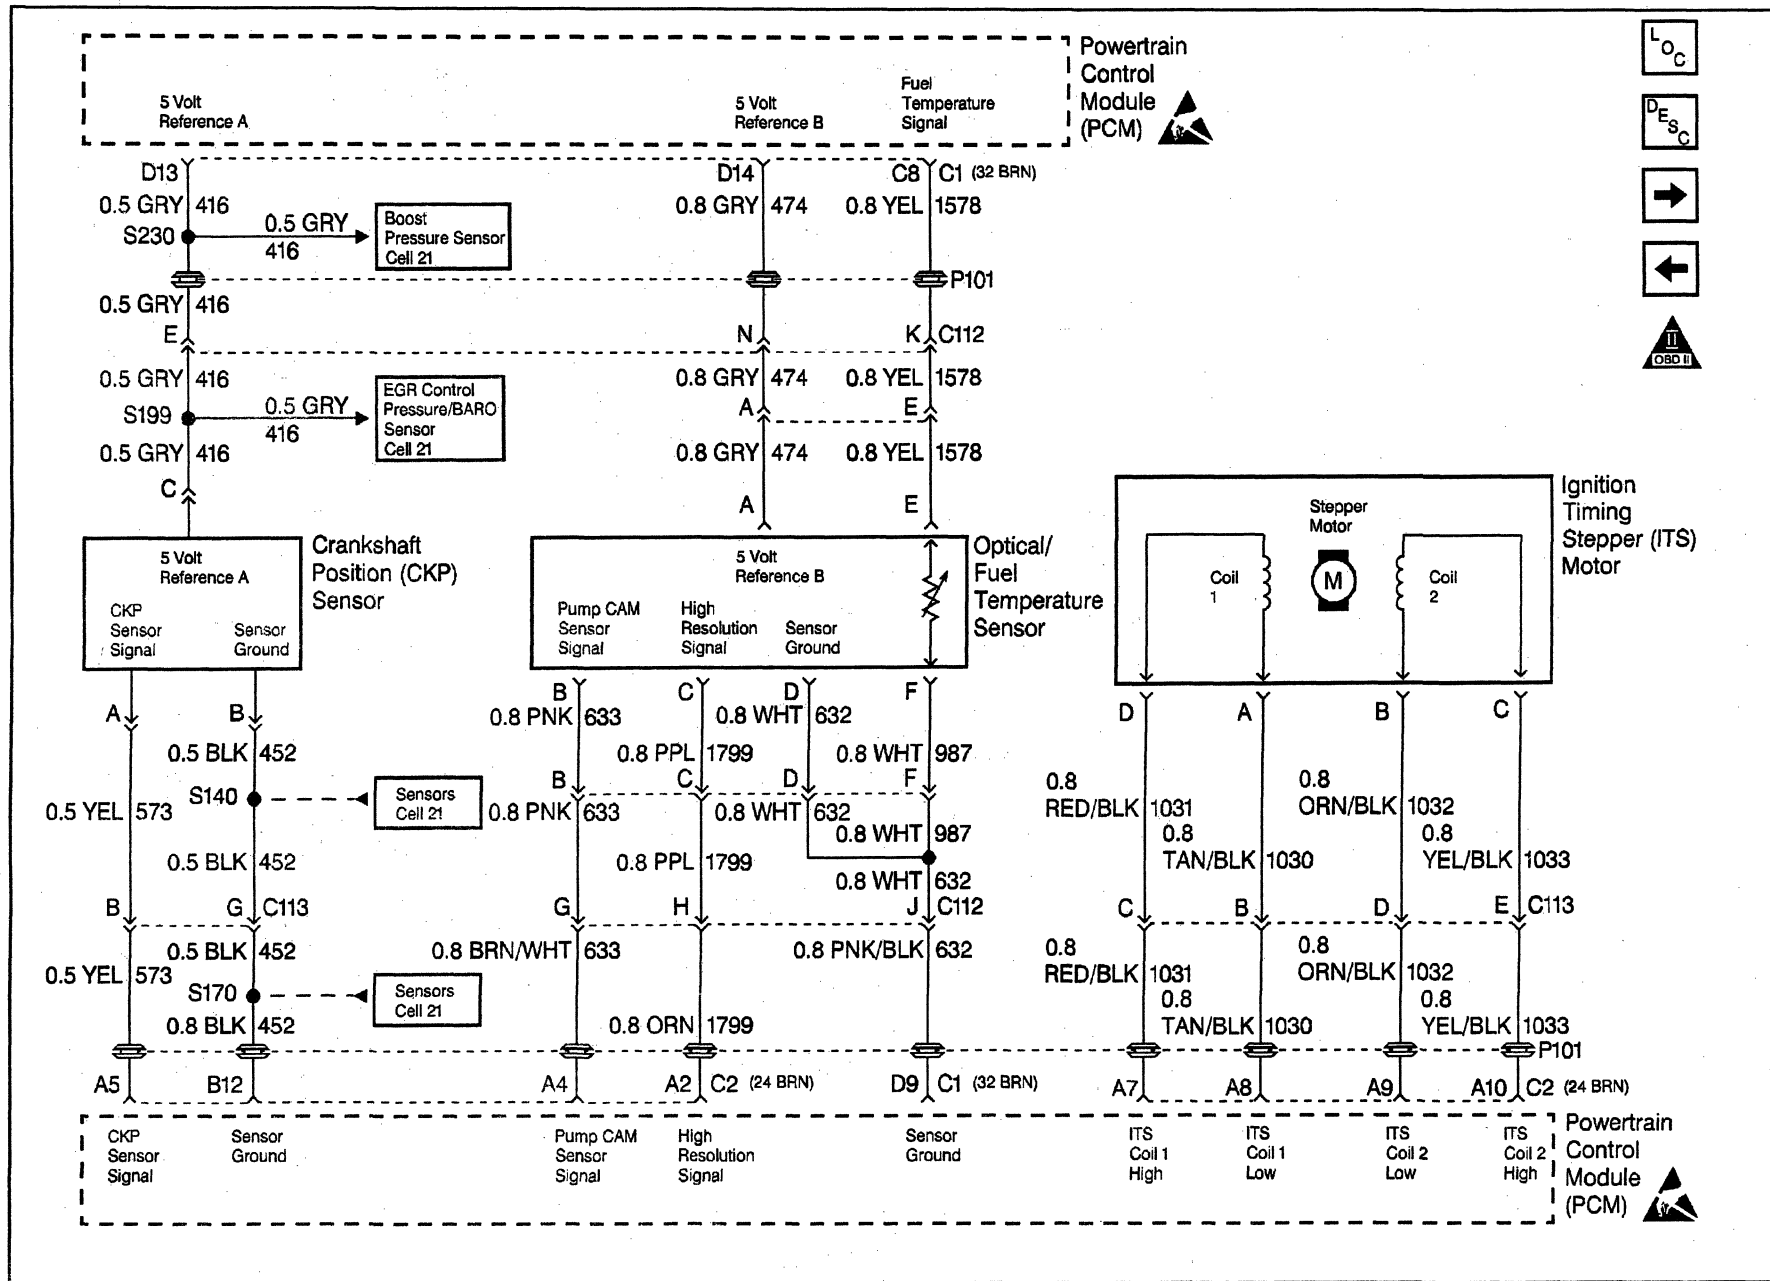 Powertrain
Control
Module
(PCM)
5 Volt
Reference A
5 Volt
Reference B
Fuel
Temperature
Signal
LOC
DESC
II
OBD II
D13
D14
C8 C1 (32 BRN)
0.5 GRY 416
0.8 GRY 474
0.8 YEL 1578
S230
0.5 GRY
416
Boost
Pressure Sensor
Cell 21
P101
0.5 GRY 416
E
N
K C112
0.5 GRY 416
0.8 GRY 474
0.8 YEL 1578
S199
0.5 GRY
416
EGR Control
Pressure/BARO
Sensor
Cell 21
A
E
0.5 GRY 416
0.8 GRY 474
0.8 YEL 1578
C
A
E
5 Volt
Reference A
CKP
Sensor
Signal
Sensor
Ground
Crankshaft
Position (CKP)
Sensor
5 Volt
Reference B
Pump CAM
Sensor
Signal
High
Resolution
Signal
Sensor
Ground
Optical/
Fuel
Temperature
Sensor
Stepper
Motor
Coil
1
M
Coil
2
Ignition
Timing
Stepper (ITS)
Motor
A
B
B
C
D
F
D
A
B
C
0.8 PNK 633
0.8 WHT 632
0.5 BLK 452
0.8 PPL 1799
0.8 WHT 987
S140
Sensors
Cell 21
B
C
D
F
0.5 YEL 573
0.8 PNK 633
0.8 WHT 632
0.8 WHT 987
0.8
RED/BLK 1031
0.8
TAN/BLK 1030
0.8
ORN/BLK 1032
0.8
YEL/BLK 1033
0.5 BLK 452
0.8 PPL 1799
0.8 WHT 632
B
G C113
G
H
J C112
C
B
D
E C113
0.5 BLK 452
0.8 BRN/WHT 633
0.8 PNK/BLK 632
0.5 YEL 573
S170
Sensors
Cell 21
0.8
RED/BLK 1031
0.8
TAN/BLK 1030
0.8
ORN/BLK 1032
0.8
YEL/BLK 1033
0.8 BLK 452
0.8 ORN 1799
P101
A5
B12
A4
A2 C2 (24 BRN)
D9 C1 (32 BRN)
A7
A8
A9
A10 C2 (24 BRN)
CKP
Sensor
Signal
Sensor
Ground
Pump CAM
Sensor
Signal
High
Resolution
Signal
Sensor
Ground
ITS
Coil 1
High
ITS
Coil 1
Low
ITS
Coil 2
Low
ITS
Coil 2
High
Powertrain
Control
Module
(PCM)